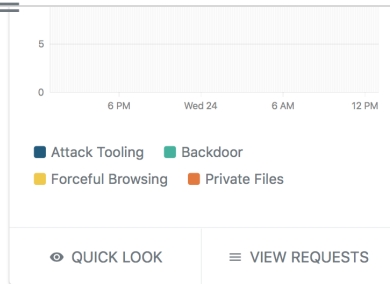 5
0
6 PM Wed 24 6 AM 12 PM
Attack Tooling Backdoor
Forceful Browsing Private Files
QUICK LOOK VIEW REQUESTS